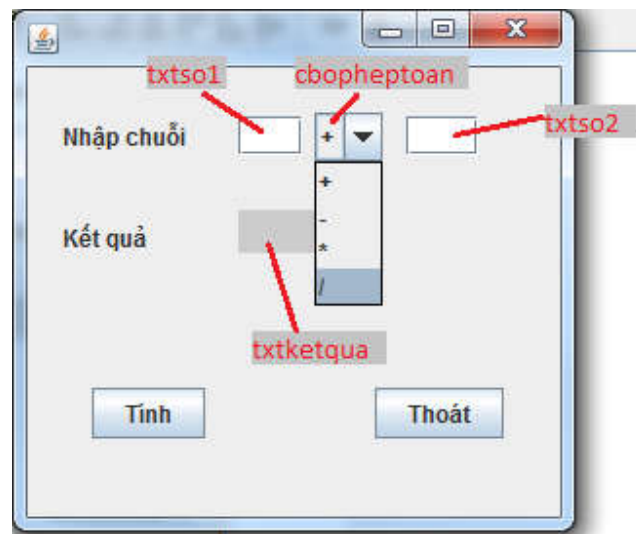 txtso1 cbopheptoan
Nhập chuỗi + txtso2
+
-
Kết quả
*
/
txtketqua
Tính Thoát